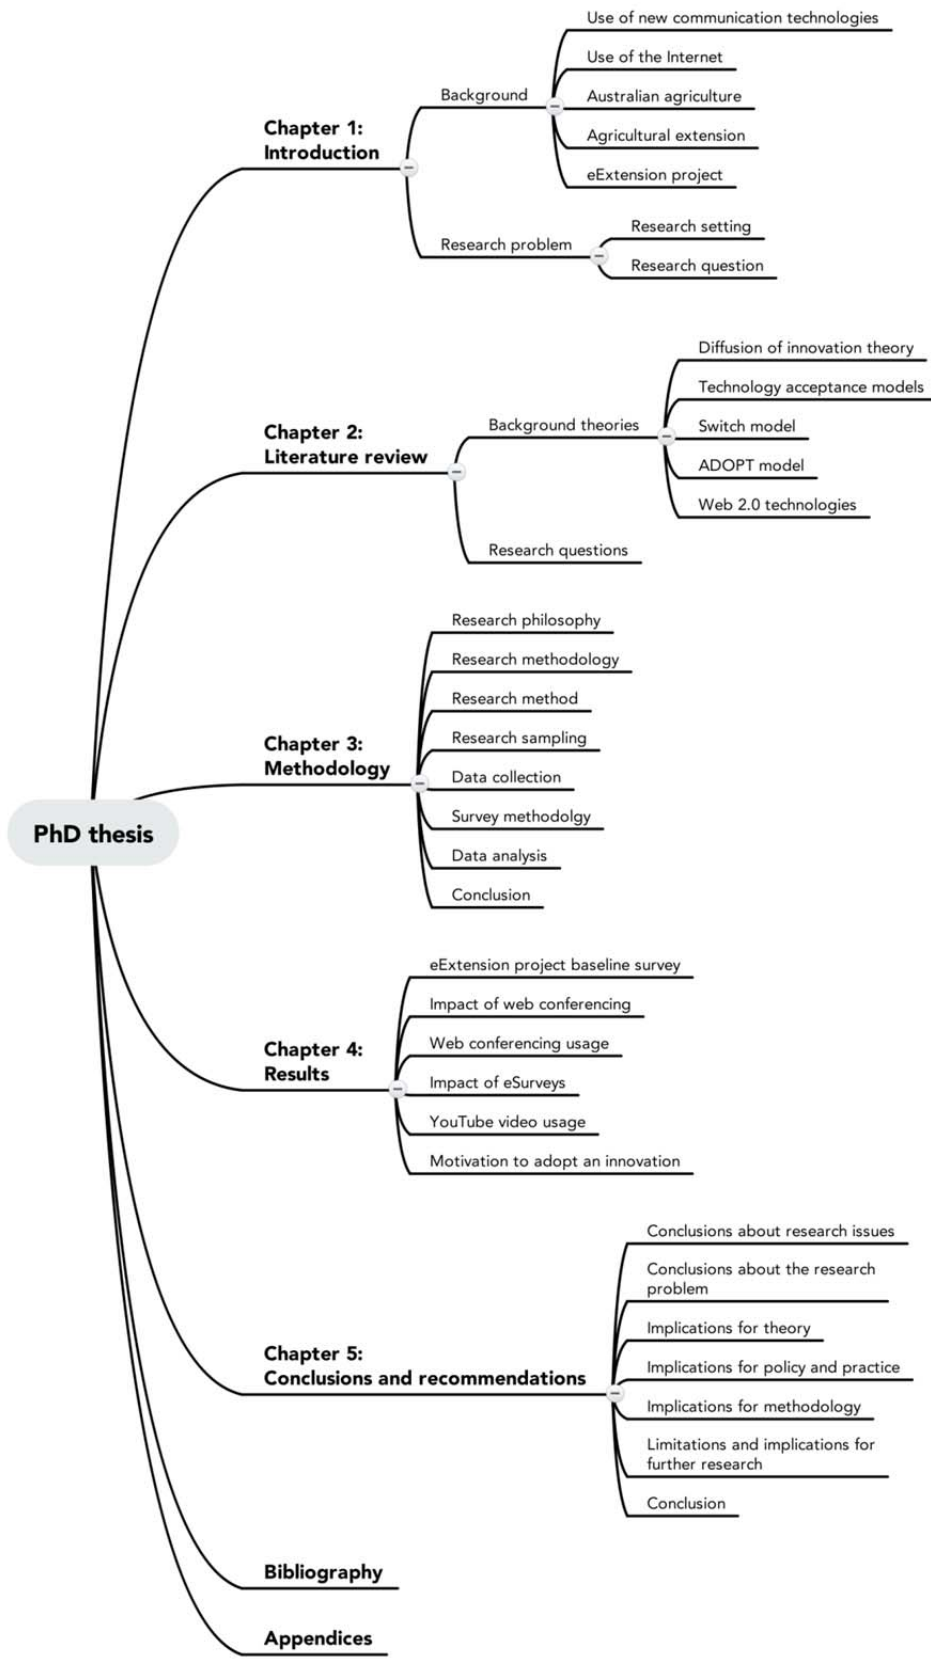 PhD thesis
Chapter 1:
Introduction
Background
Use of new communication technologies
Use of the Internet
Australian agriculture
Agricultural extension
eExtension project
Research problem
Research setting
Research question
Chapter 2:
Literature review
Background theories
Diffusion of innovation theory
Technology acceptance models
Switch model
ADOPT model
Web 2.0 technologies
Research questions
Chapter 3:
Methodology
Research philosophy
Research methodology
Research method
Research sampling
Data collection
Survey methodolgy
Data analysis
Conclusion
Chapter 4:
Results
eExtension project baseline survey
Impact of web conferencing
Web conferencing usage
Impact of eSurveys
YouTube video usage
Motivation to adopt an innovation
Chapter 5:
Conclusions and recommendations
Conclusions about research issues
Conclusions about the research
problem
Implications for theory
Implications for policy and practice
Implications for methodology
Limitations and implications for
further research
Conclusion
Bibliography
Appendices